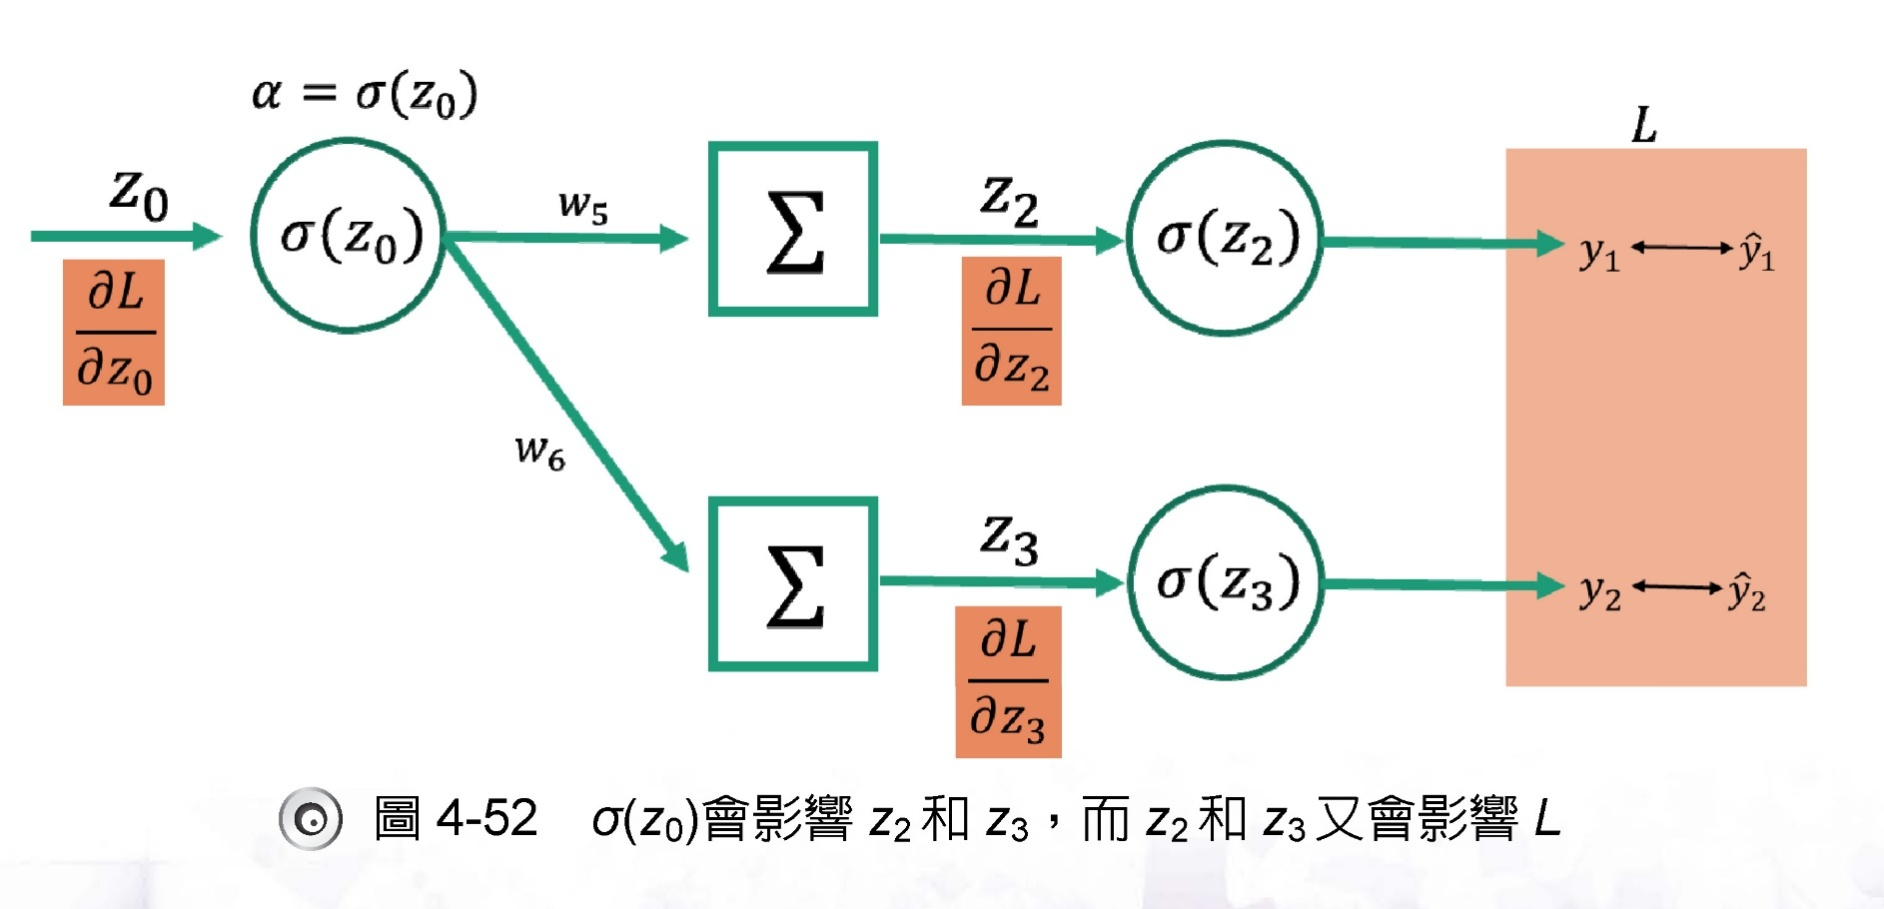 α = σ(z₀)
L
z₀
σ(z₀)
w₅
∑
z₂
σ(z₂)
y₁
ŷ₁
∂L
∂z₀
∂L
∂z₂
w₆
∑
z₃
σ(z₃)
y₂
ŷ₂
∂L
∂z₃
圖 4-52 σ(z₀)會影響 z₂ 和 z₃，而 z₂ 和 z₃ 又會影響 L